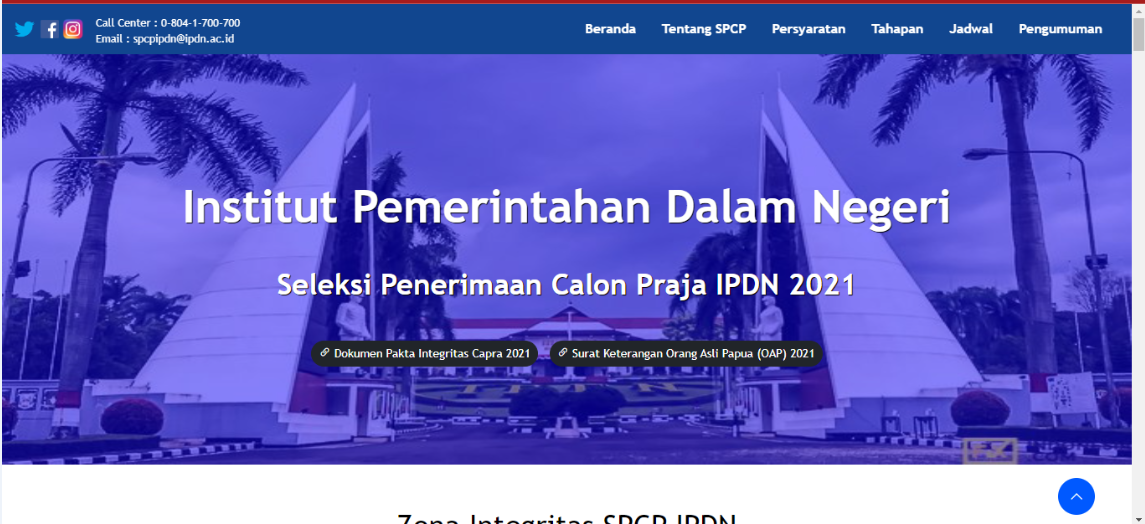 Call Center : 0-804-1-700-700
Email : spcpipdn@ipdn.ac.id
Beranda Tentang SPCP Persyaratan Tahapan Jadwal Pengumuman
Institut Pemerintahan Dalam Negeri
Seleksi Penerimaan Calon Praja IPDN 2021
Dokumen Pakta Integritas Capra 2021
Surat Keterangan Orang Asli Papua (OAP) 2021
IPDN
Zona Integritas SPCP IPDN